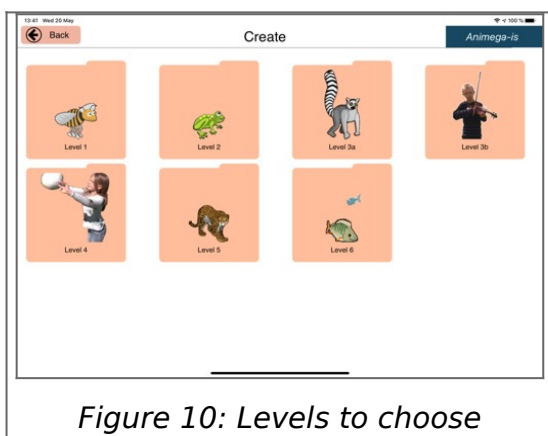 13:41 Wed 20 May
100 %
Back
Create
Animega-is
Level 1
Level 2
Level 3a
Level 3b
Level 4
Level 5
Level 6
Figure 10: Levels to choose